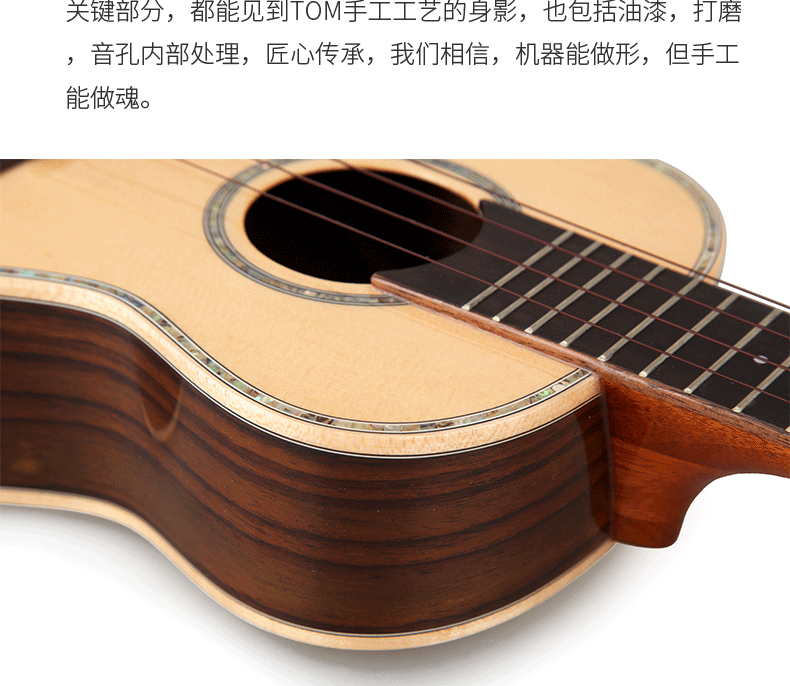 关键部分，都能见到TOM手工工艺的身影，也包括油漆，打磨
，音孔内部处理，匠心传承，我们相信，机器能做形，但手工
能做魂。